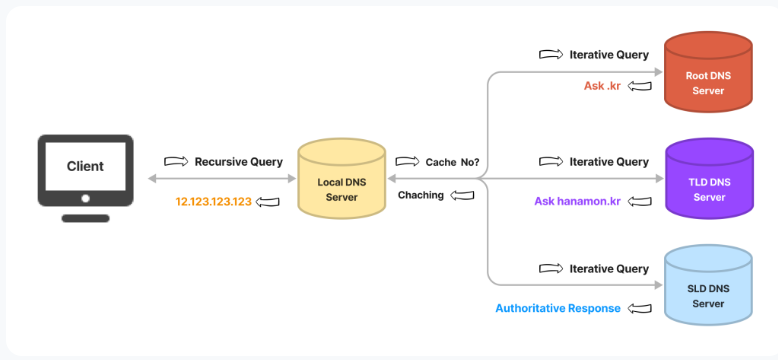 Iterative Query
Root DNS
Server
Ask .kr
Client
Recursive Query
12.123.123.123
Local DNS
Server
Cache No?
Chaching
Iterative Query
Ask hanamon.kr
TLD DNS
Server
Iterative Query
Authoritative Response
SLD DNS
Server